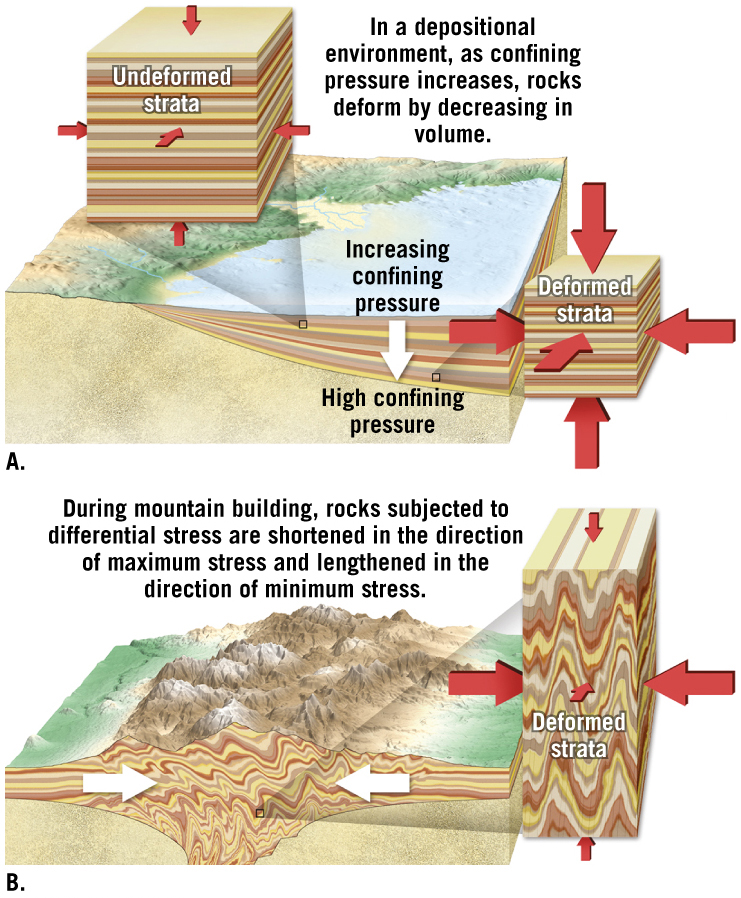 In a depositional
environment, as confining
pressure increases, rocks
deform by decreasing in
volume.
Undeformed
strata
Increasing
confining
pressure
Deformed
strata
High confining
pressure
A.
During mountain building, rocks subjected to
differential stress are shortened in the direction
of maximum stress and lengthened in the
direction of minimum stress.
Deformed
strata
B.